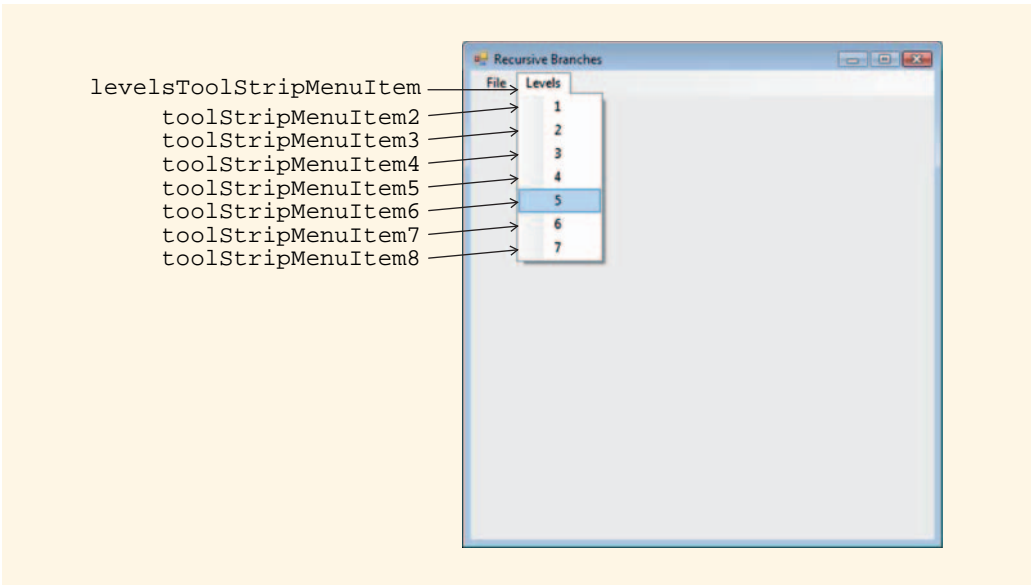 Recursive Branches
File Levels
levelsToolStripMenuItem
toolStripMenuItem2
toolStripMenuItem3
toolStripMenuItem4
toolStripMenuItem5
toolStripMenuItem6
toolStripMenuItem7
toolStripMenuItem8
1
2
3
4
5
6
7